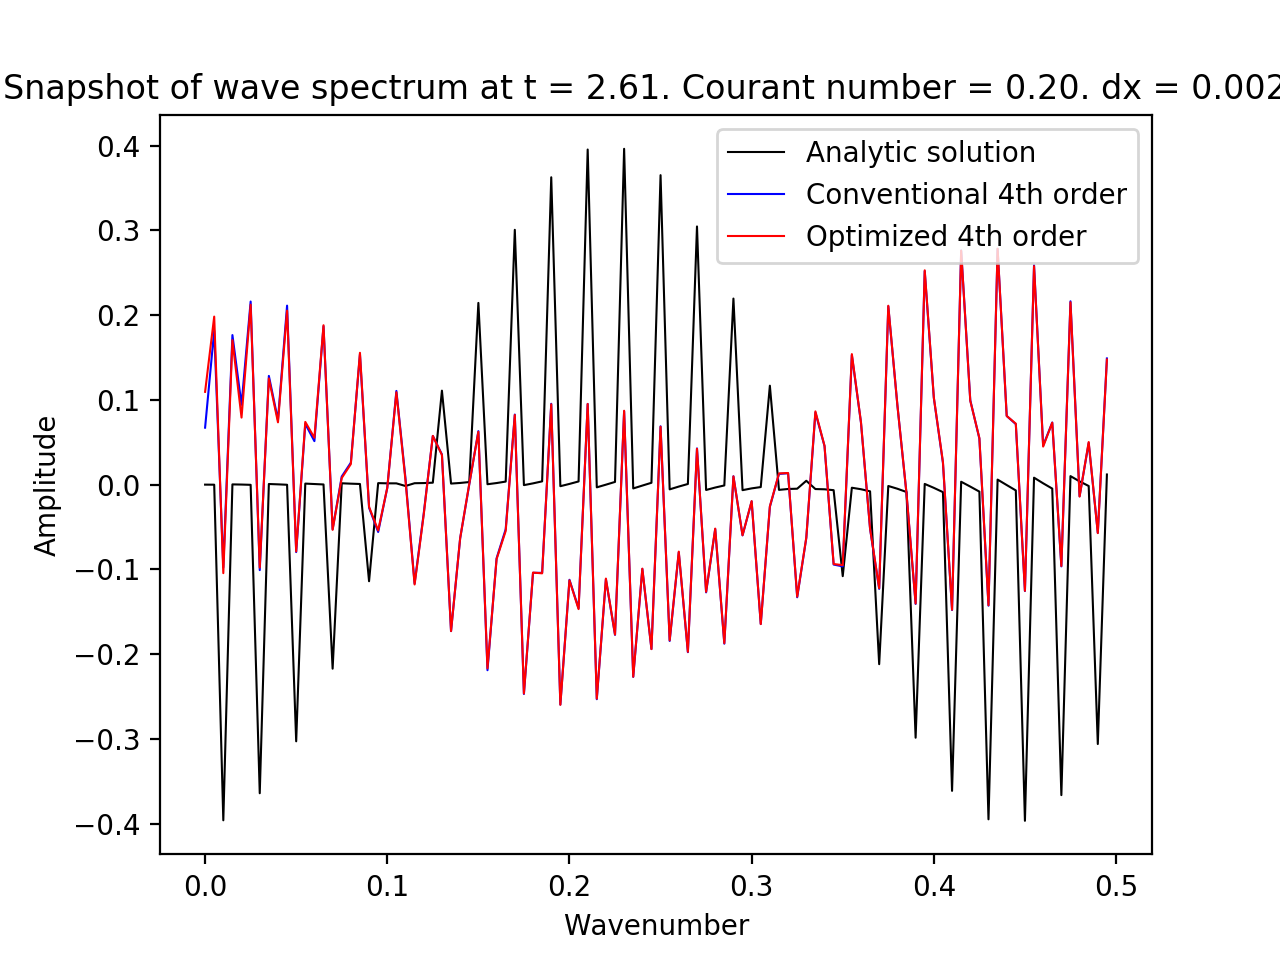 Snapshot of wave spectrum at t = 2.61. Courant number = 0.20. dx = 0.002
Analytic solution
Conventional 4th order
Optimized 4th order
Amplitude
0.4
0.3
0.2
0.1
0.0
−0.1
−0.2
−0.3
−0.4
0.0 0.1 0.2 0.3 0.4 0.5
Wavenumber